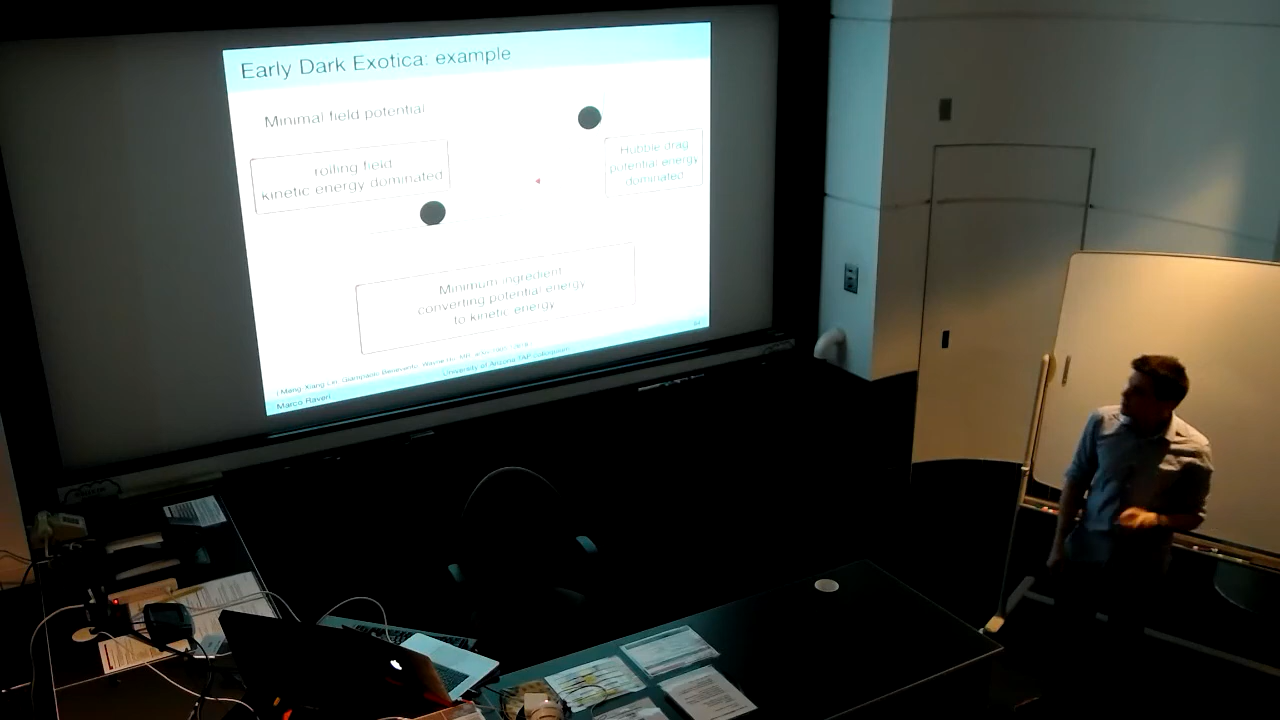 Early Dark Exotica: example
Minimal field potential
rolling field
kinetic energy dominated
Hubble drag
potential energy
dominated
Minimum ingredient
converting potential energy
to kinetic energy
University of Arizona TAP colloquium
Marco Raveri